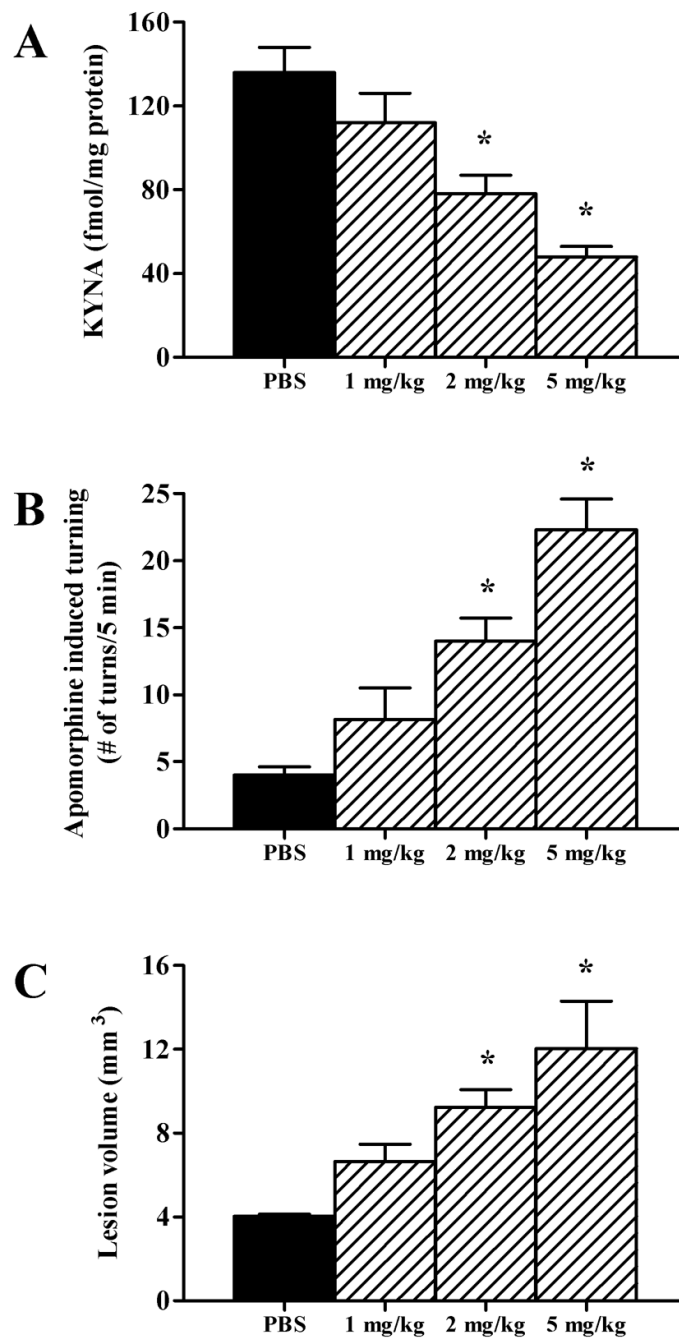 A
KYNA (fmol/mg protein)
160
120
80
40
0
*
*
PBS 1 mg/kg 2 mg/kg 5 mg/kg
B
Apomorphine induced turning
(# of turns/5 min)
25
20
15
10
5
0
*
*
PBS 1 mg/kg 2 mg/kg 5 mg/kg
C
Lesion volume (mm³)
16
12
8
4
0
*
*
PBS 1 mg/kg 2 mg/kg 5 mg/kg